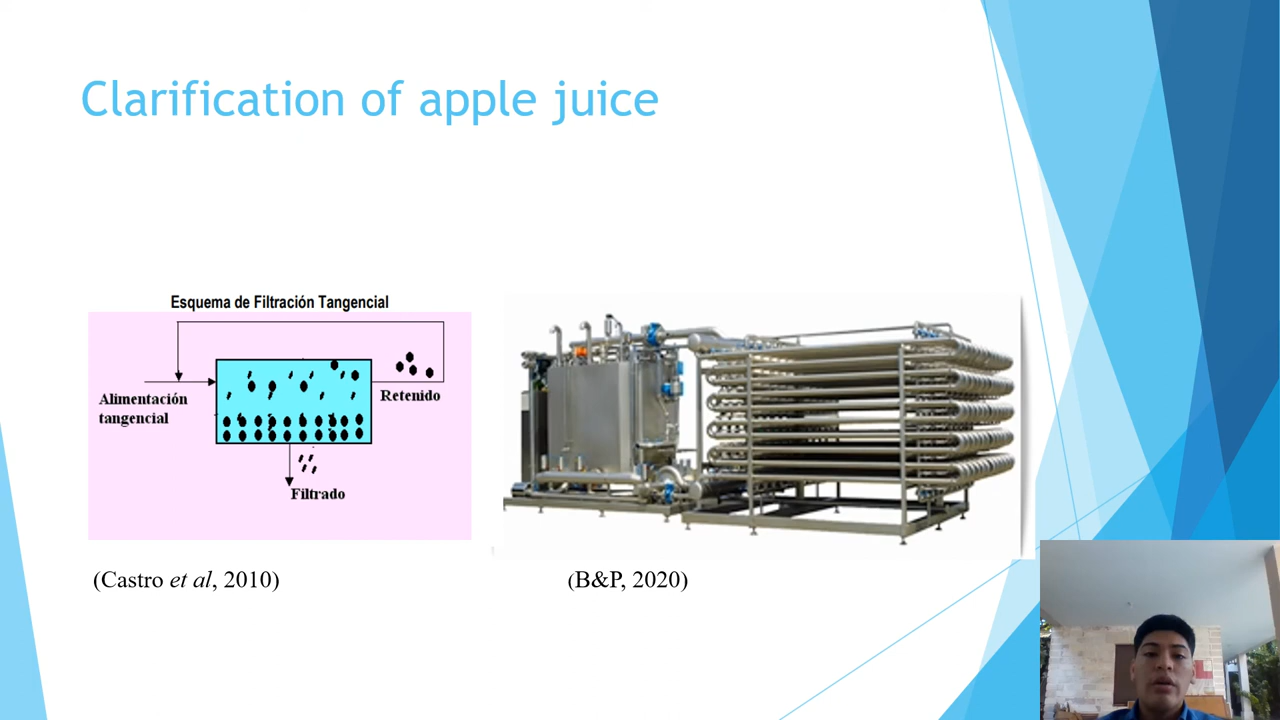 Clarification of apple juice
Esquema de Filtración Tangencial
Alimentación
tangencial
Retenido
Filtrado
(Castro et al, 2010)
(B&P, 2020)